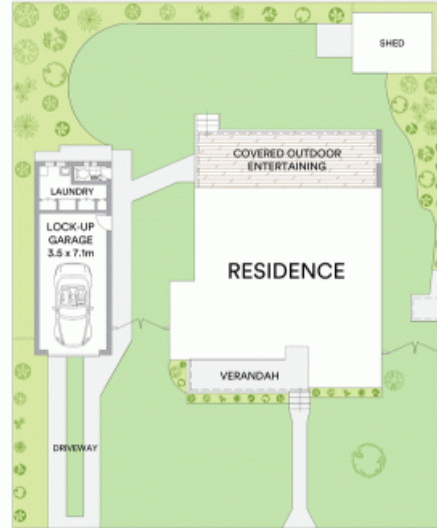 SHED
COVERED OUTDOOR
ENTERTAINING
LAUNDRY
LOCK-UP
GARAGE
3.5 x 7.1m
RESIDENCE
VERANDAH
DRIVEWAY